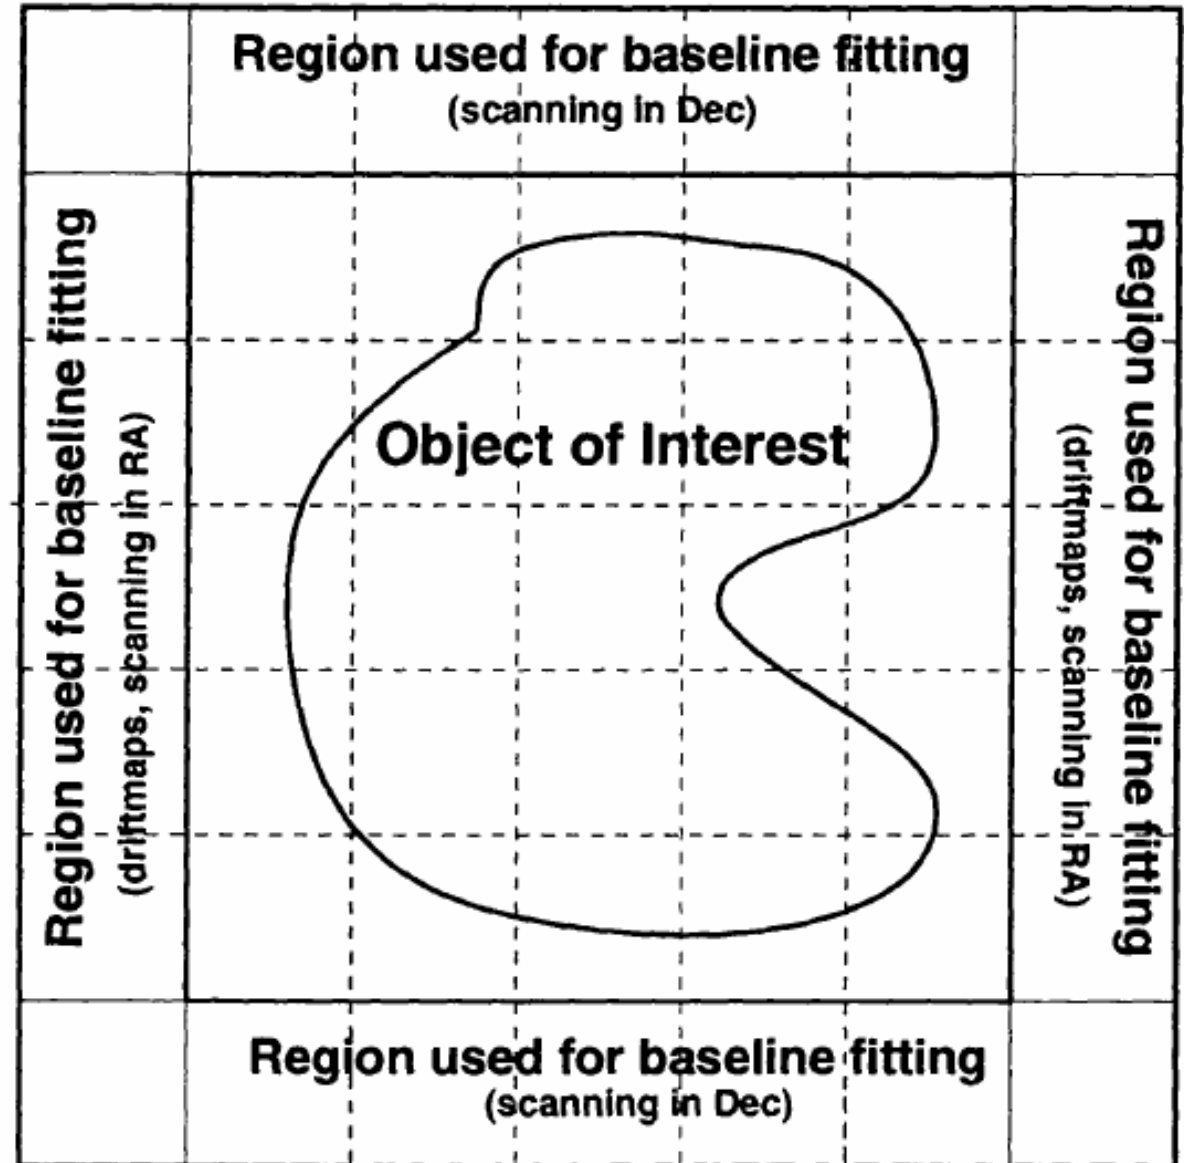 Region used for baseline fitting
(scanning in Dec)
Region used for baseline fitting
(driftmaps, scanning in RA)
Object of Interest
Region used for baseline fitting
(driftmaps, scanning in RA)
Region used for baseline fitting
(scanning in Dec)